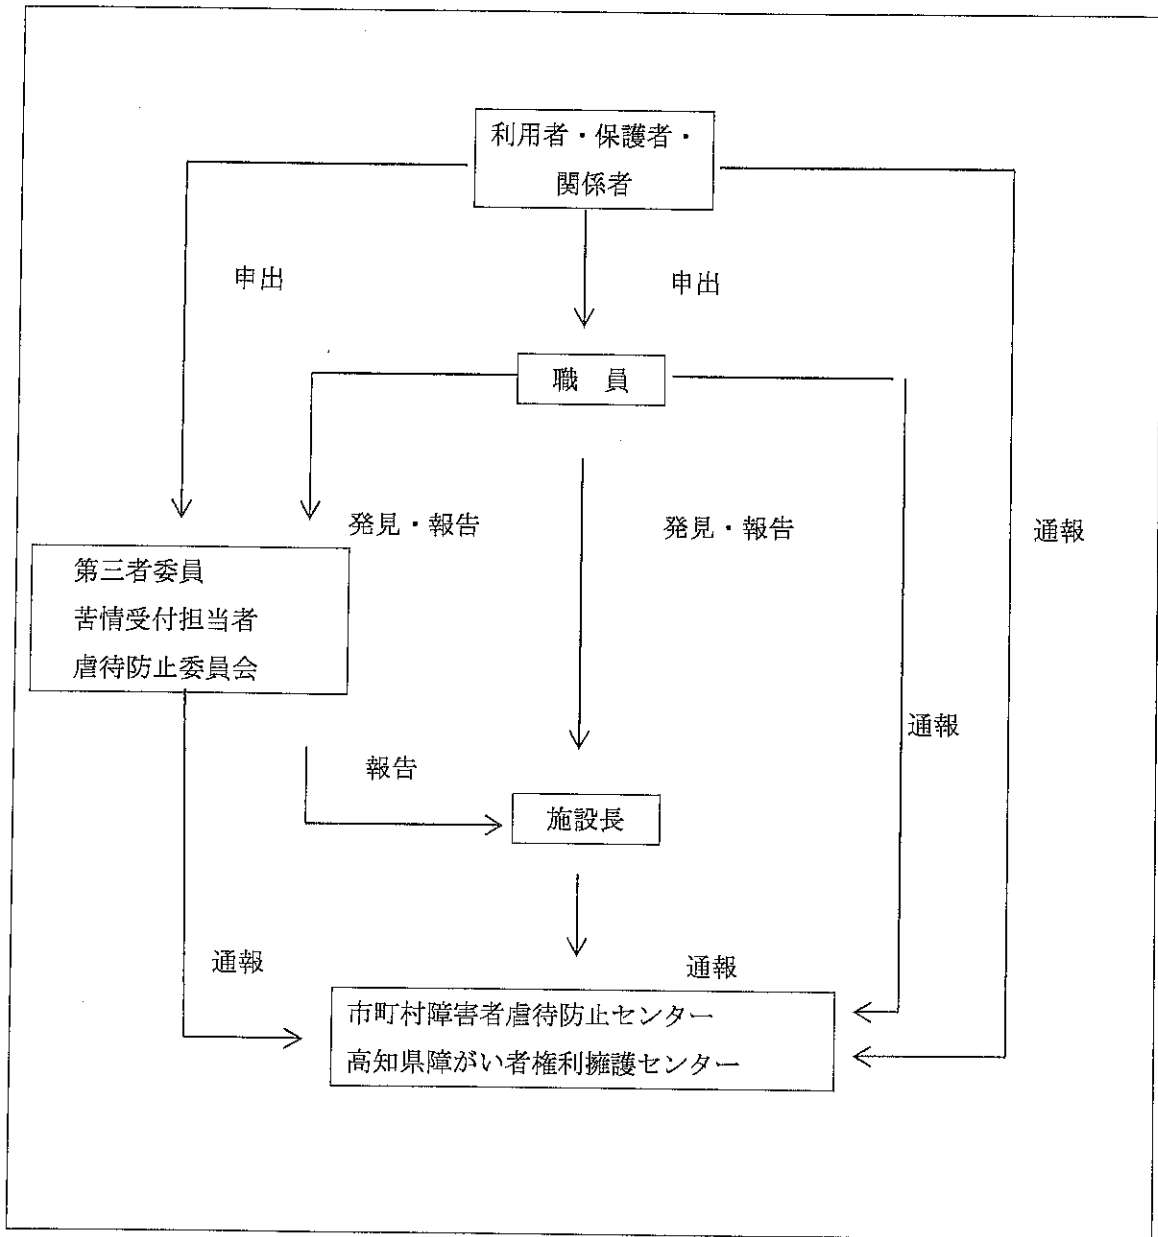 利用者・保護者・
関係者
申出
申出
職　員
発見・報告
発見・報告
通報
第三者委員
苦情受付担当者
虐待防止委員会
通報
報告
施設長
通報
通報
市町村障害者虐待防止センター
高知県障がい者権利擁護センター